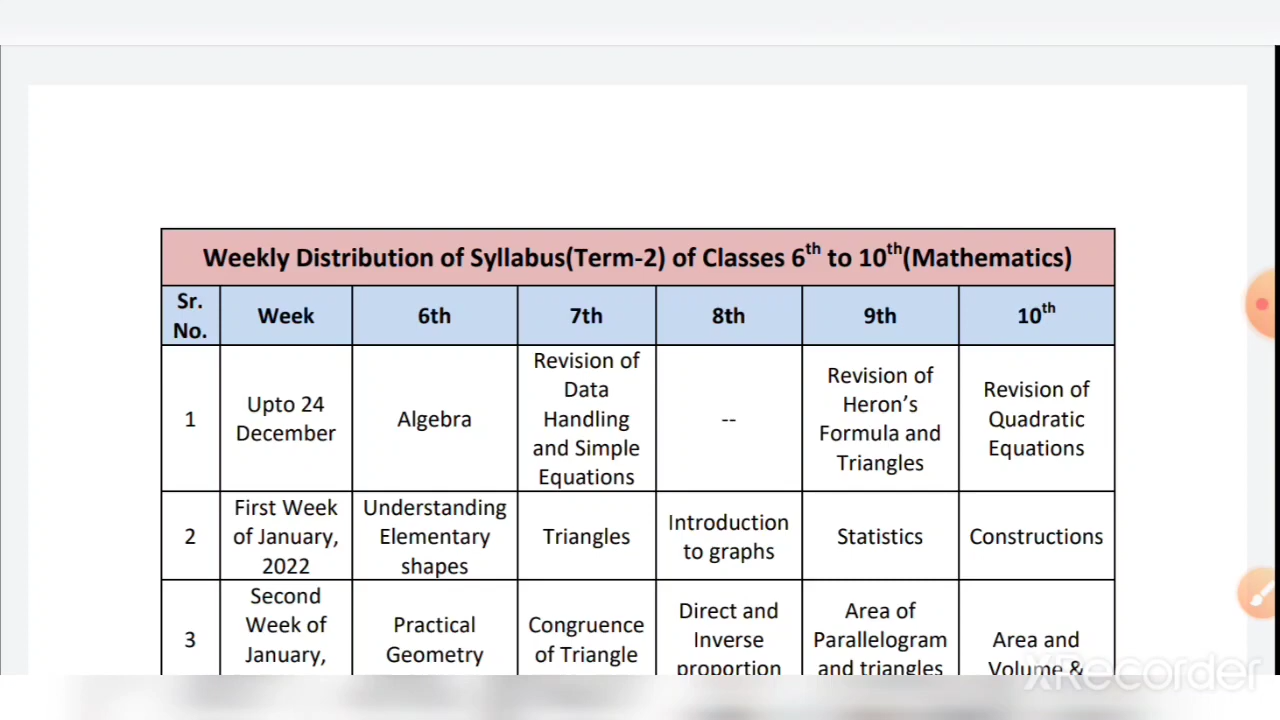 Weekly Distribution of Syllabus(Term-2) of Classes 6th to 10th(Mathematics)
Sr. No.
Week
6th
7th
8th
9th
10th
1
Upto 24
December
Algebra
Revision of
Data
Handling
and Simple
Equations
--
Revision of
Heron's
Formula and
Triangles
Revision of
Quadratic
Equations
2
First Week
of January,
2022
Understanding
Elementary
shapes
Triangles
Introduction
to graphs
Statistics
Constructions
3
Second
Week of
January,
Practical
Geometry
Congruence
of Triangle
Direct and
Inverse
proportion
Area of
Parallelogram
and triangles
Area and
Volume &
XRecorder